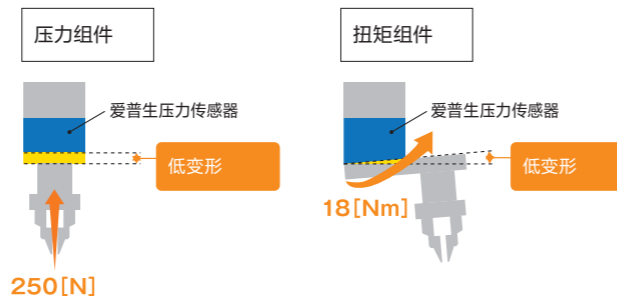 压力组件
扭矩组件
爱普生压力传感器
爱普生压力传感器
低变形
低变形
18[Nm]
250[N]